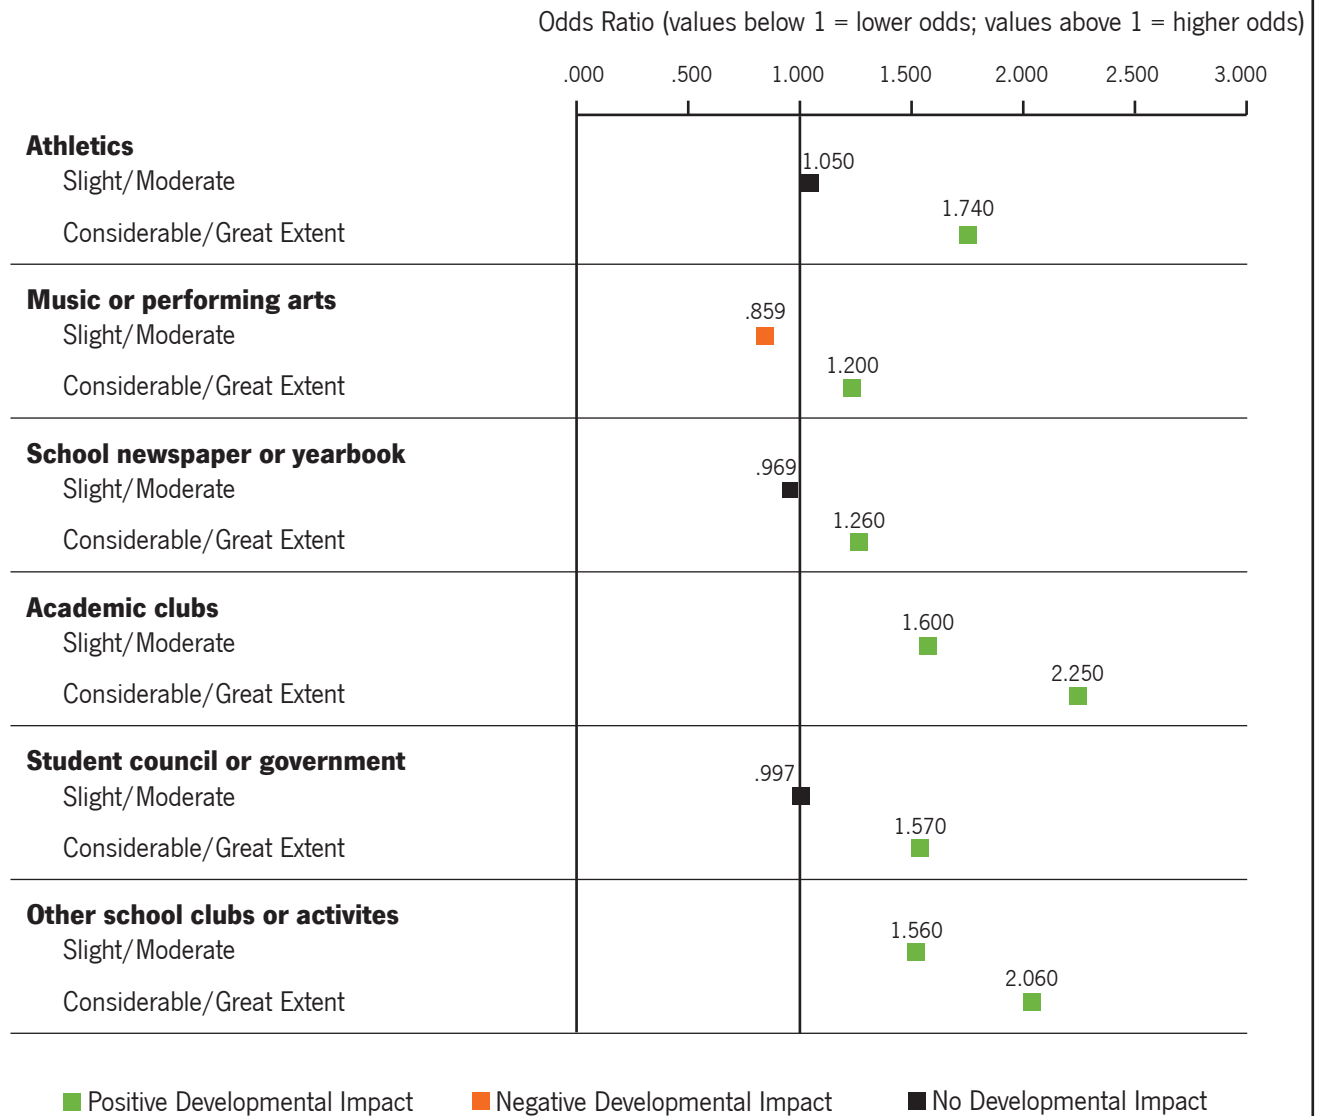 Odds Ratio (values below 1 = lower odds; values above 1 = higher odds)
.000 .500 1.000 1.500 2.000 2.500 3.000
Athletics
1.050
Slight/Moderate
1.740
Considerable/Great Extent
Music or performing arts
.859
Slight/Moderate
1.200
Considerable/Great Extent
School newspaper or yearbook
.969
Slight/Moderate
1.260
Considerable/Great Extent
Academic clubs
1.600
Slight/Moderate
2.250
Considerable/Great Extent
Student council or government
.997
Slight/Moderate
1.570
Considerable/Great Extent
Other school clubs or activites
1.560
Slight/Moderate
2.060
Considerable/Great Extent
Positive Developmental Impact Negative Developmental Impact No Developmental Impact